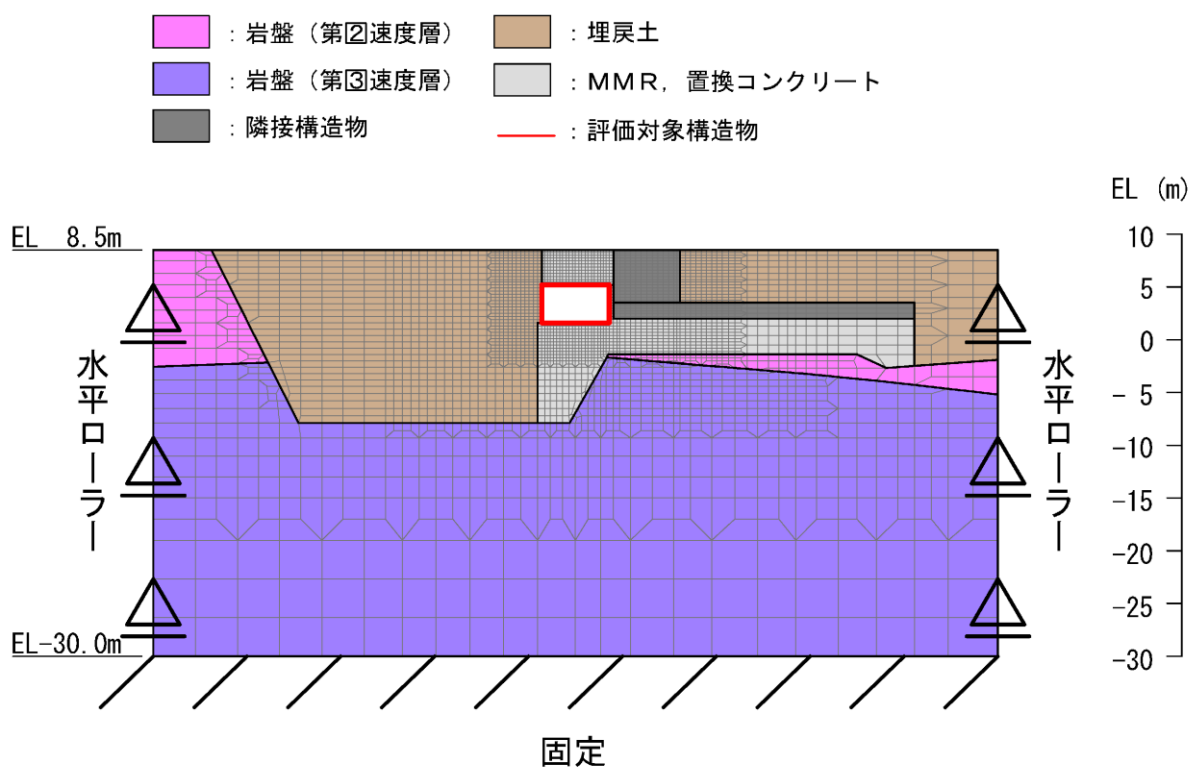 ：岩盤（第②速度層）
：埋戻土
：岩盤（第③速度層）
：ＭＭＲ，置換コンクリート
：隣接構造物
：評価対象構造物
EL (m)
EL 8.5m
10
5
0
- 5
-10
-15
-20
-25
-30
水平ローラー
水平ローラー
EL-30.0m
固定